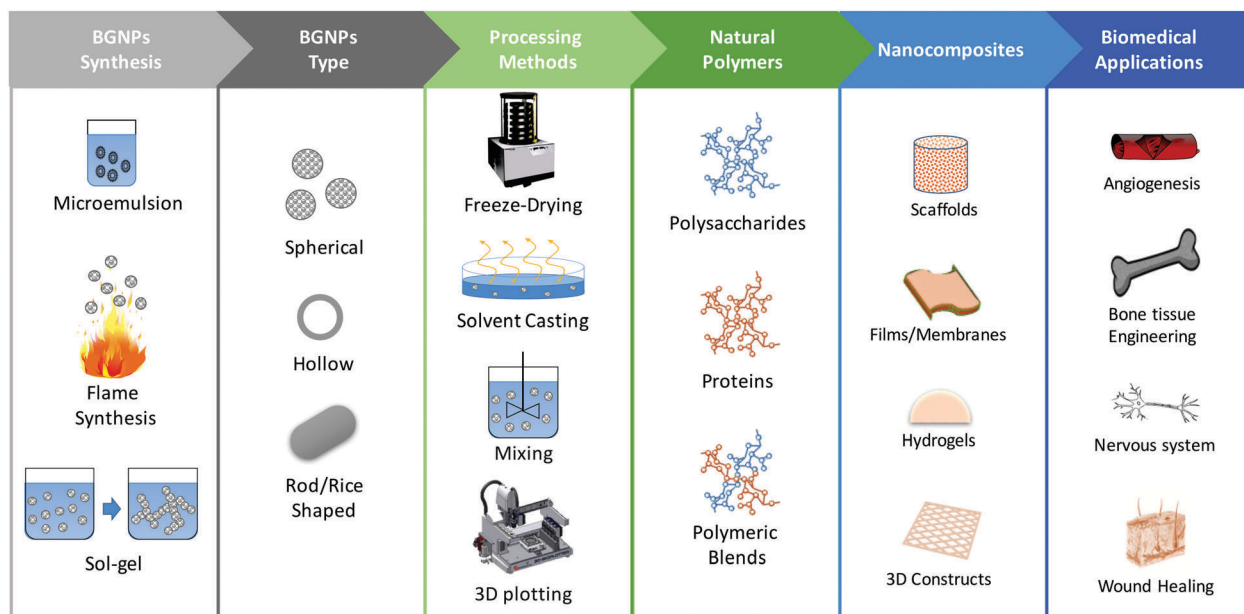 BGNPs
Synthesis
BGNPs
Type
Processing
Methods
Natural
Polymers
Nanocomposites
Biomedical
Applications
Microemulsion
Flame
Synthesis
Sol-gel
Spherical
Hollow
Rod/Rice
Shaped
Freeze-Drying
Solvent Casting
Mixing
3D plotting
Polysaccharides
Proteins
Polymeric
Blends
Scaffolds
Films/Membranes
Hydrogels
3D Constructs
Angiogenesis
Bone tissue
Engineering
Nervous system
Wound Healing